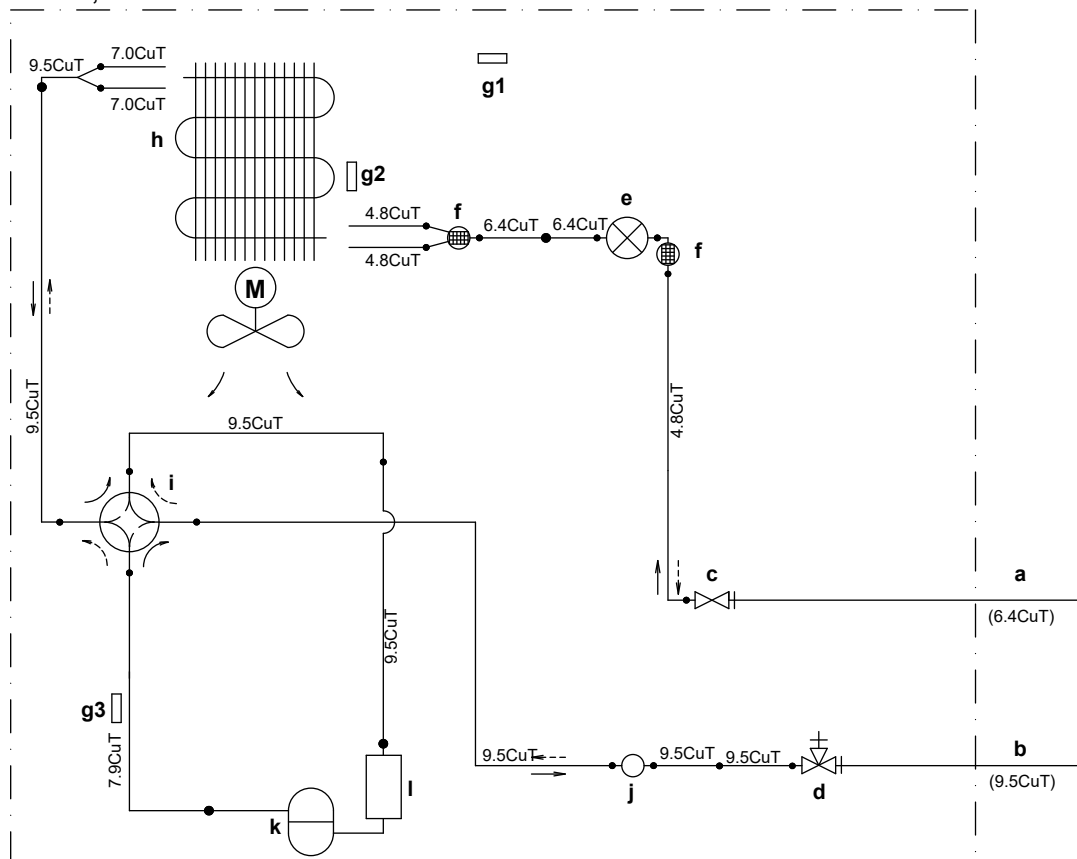 7.0CuT
9.5CuT
7.0CuT
g1
h
g2
4.8CuT
f
6.4CuT
6.4CuT
e
f
4.8CuT
M
9.5CuT
4.8CuT
9.5CuT
i
9.5CuT
c
a
(6.4CuT)
g3
7.9CuT
9.5CuT
9.5CuT
9.5CuT
b
(9.5CuT)
l
j
d
k